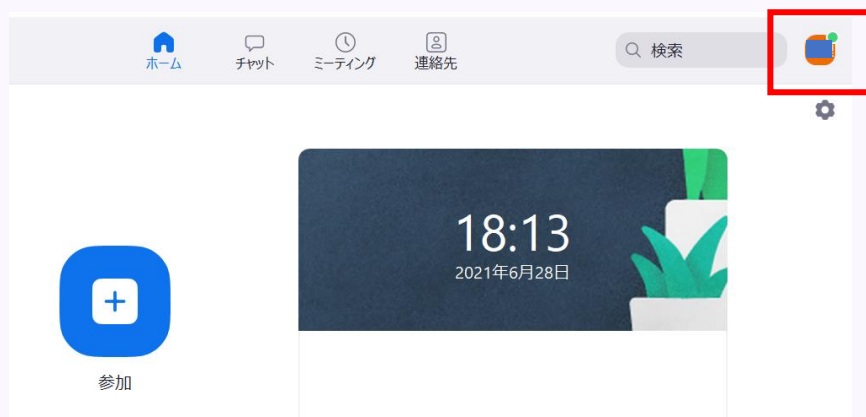 ホーム
チャット
ミーティング
連絡先
検索
18:13
2021年6月28日
参加